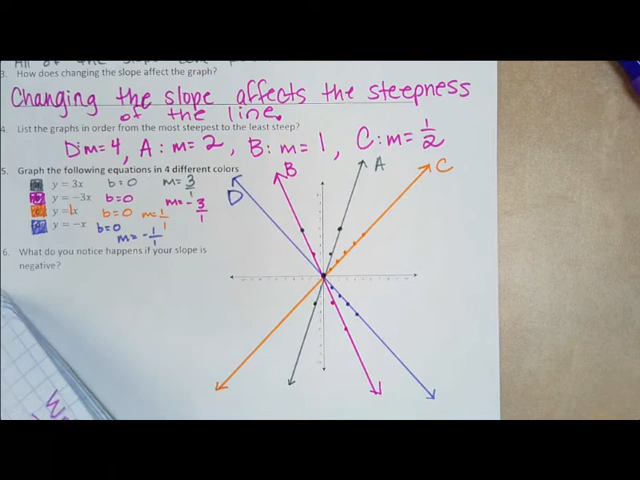 All of the
3. How does changing the slope affect the graph?
Changing the slope affects the steepness
of the line.
4. List the graphs in order from the most steepest to the least steep?
D: m = 4, A: m = 2, B: m = 1, C: m = 1/2
5. Graph the following equations in 4 different colors
y = 3x b = 0 m = 3/1
y = -3x b = 0 m = -3/1
y = 1x b = 0 m = 1/1
y = -x b = 0 m = -1/1
6. What do you notice happens if your slope is
negative?
D
B
A
C